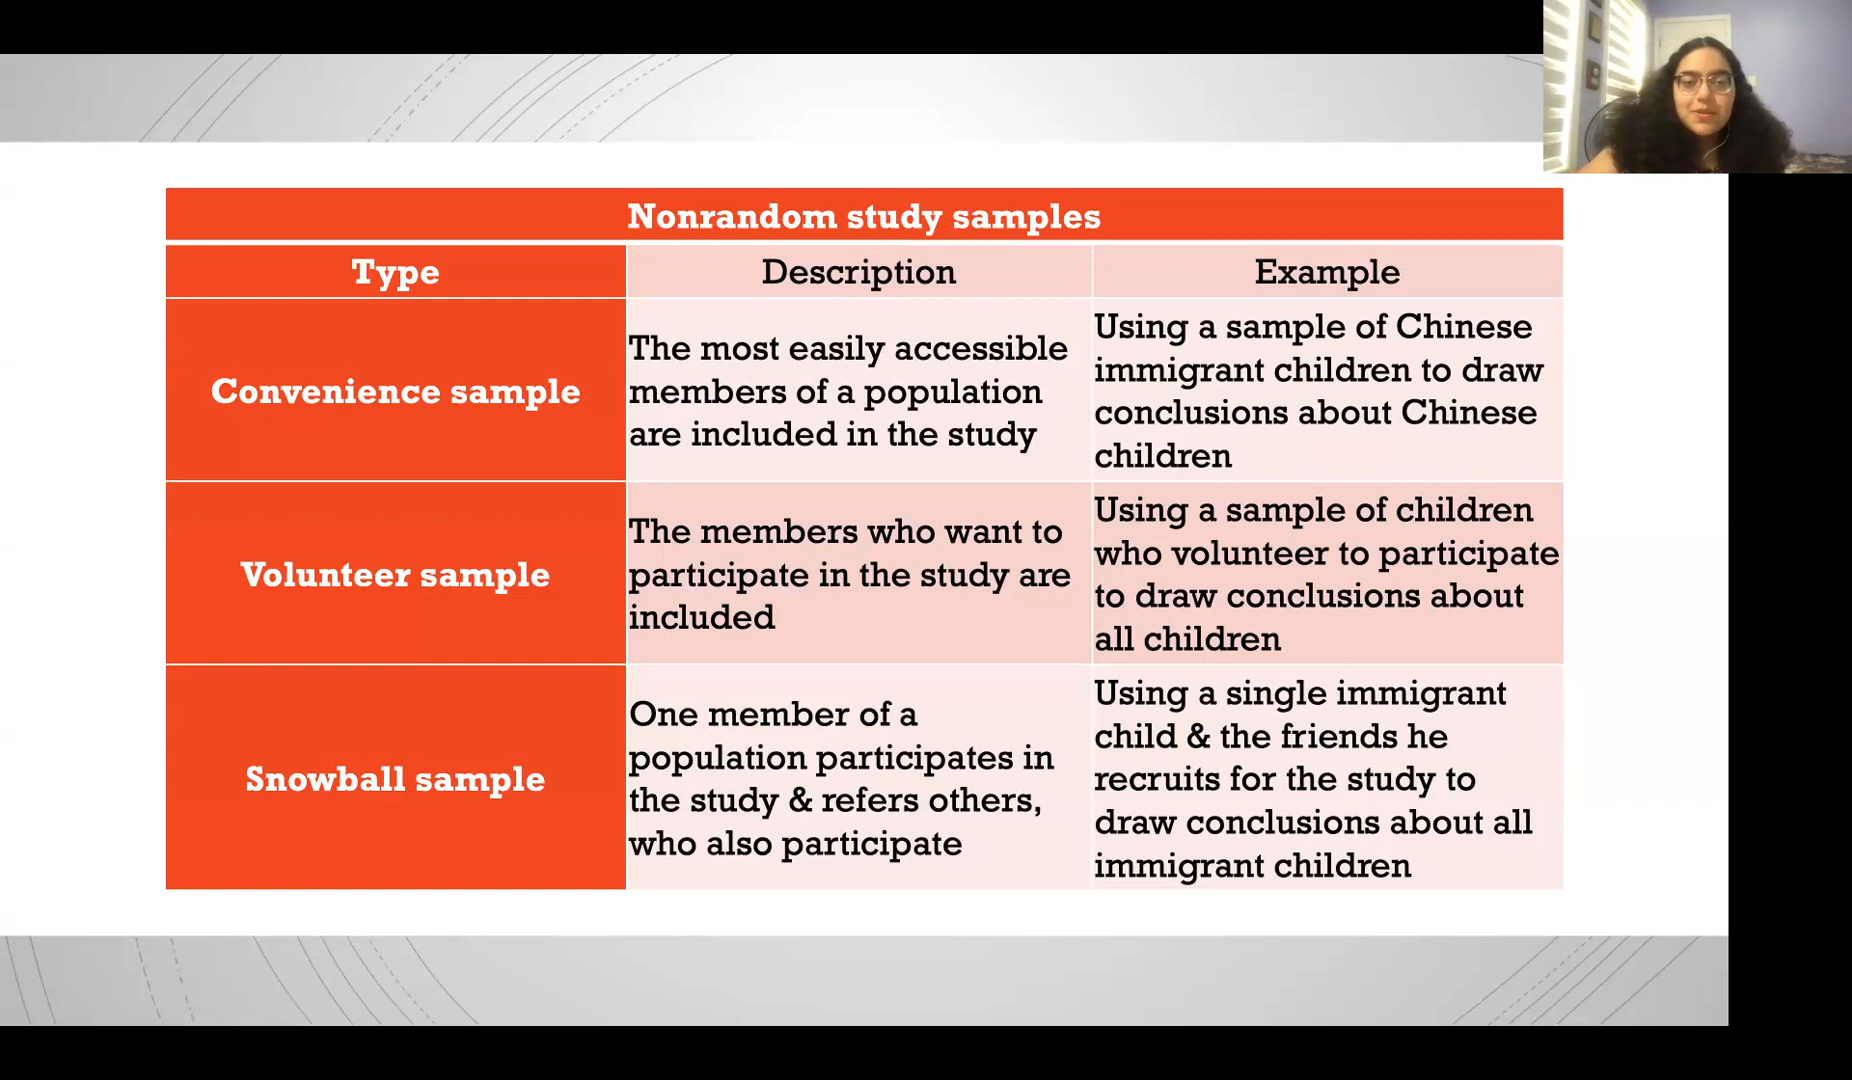 Nonrandom study samples
Type
Description
Example
Convenience sample
The most easily accessible
members of a population
are included in the study
Using a sample of Chinese
immigrant children to draw
conclusions about Chinese
children
Volunteer sample
The members who want to
participate in the study are
included
Using a sample of children
who volunteer to participate
to draw conclusions about
all children
Snowball sample
One member of a
population participates in
the study & refers others,
who also participate
Using a single immigrant
child & the friends he
recruits for the study to
draw conclusions about all
immigrant children